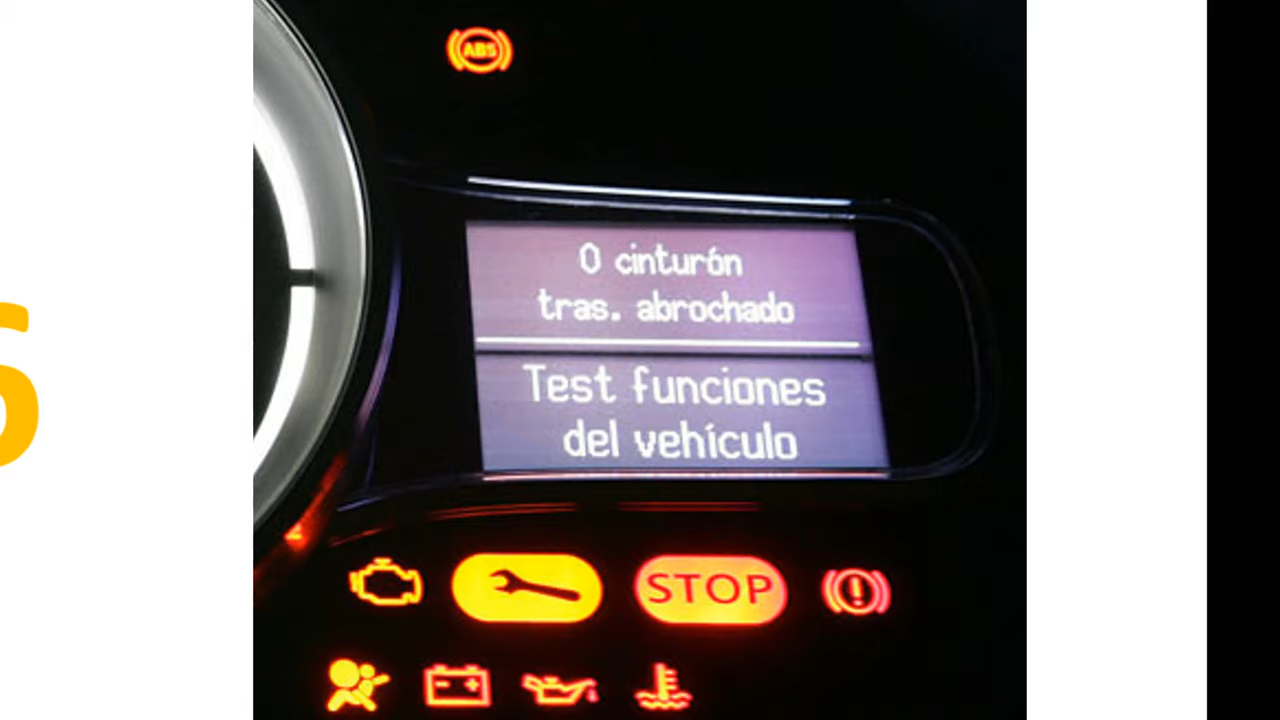 ABS
0 cinturón
tras. abrochado
Test funciones
del vehículo
STOP